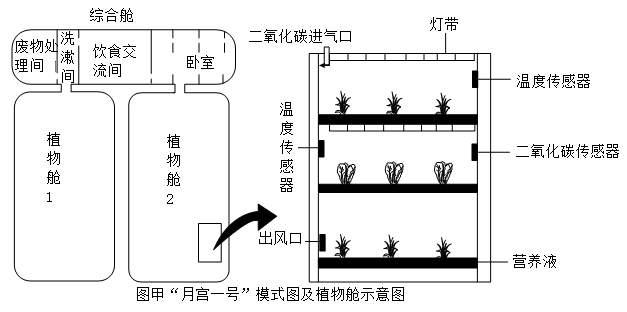 综合舱
废物处
理间
洗
漱
间
饮食交
流间
卧室
植
物
舱
1
植
物
舱
2
二氧化碳进气口
灯带
温度传感器
温
度
传
感
器
二氧化碳传感器
出风口
营养液
图甲“月宫一号”模式图及植物舱示意图